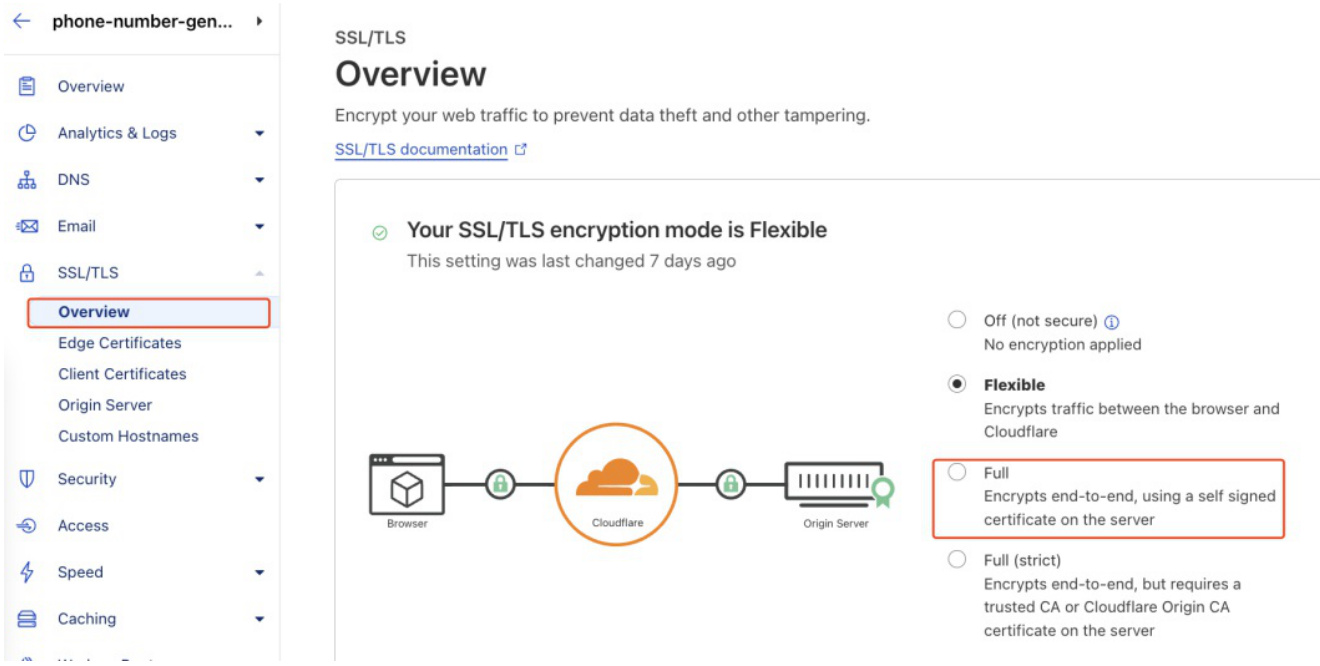 phone-number-gen...
Overview
Analytics & Logs
DNS
Email
SSL/TLS
Overview
Edge Certificates
Client Certificates
Origin Server
Custom Hostnames
Security
Access
Speed
Caching
SSL/TLS
Overview
Encrypt your web traffic to prevent data theft and other tampering.
SSL/TLS documentation
Your SSL/TLS encryption mode is Flexible
This setting was last changed 7 days ago
Browser
Cloudflare
Origin Server
Off (not secure)
No encryption applied
Flexible
Encrypts traffic between the browser and
Cloudflare
Full
Encrypts end-to-end, using a self signed
certificate on the server
Full (strict)
Encrypts end-to-end, but requires a
trusted CA or Cloudflare Origin CA
certificate on the server